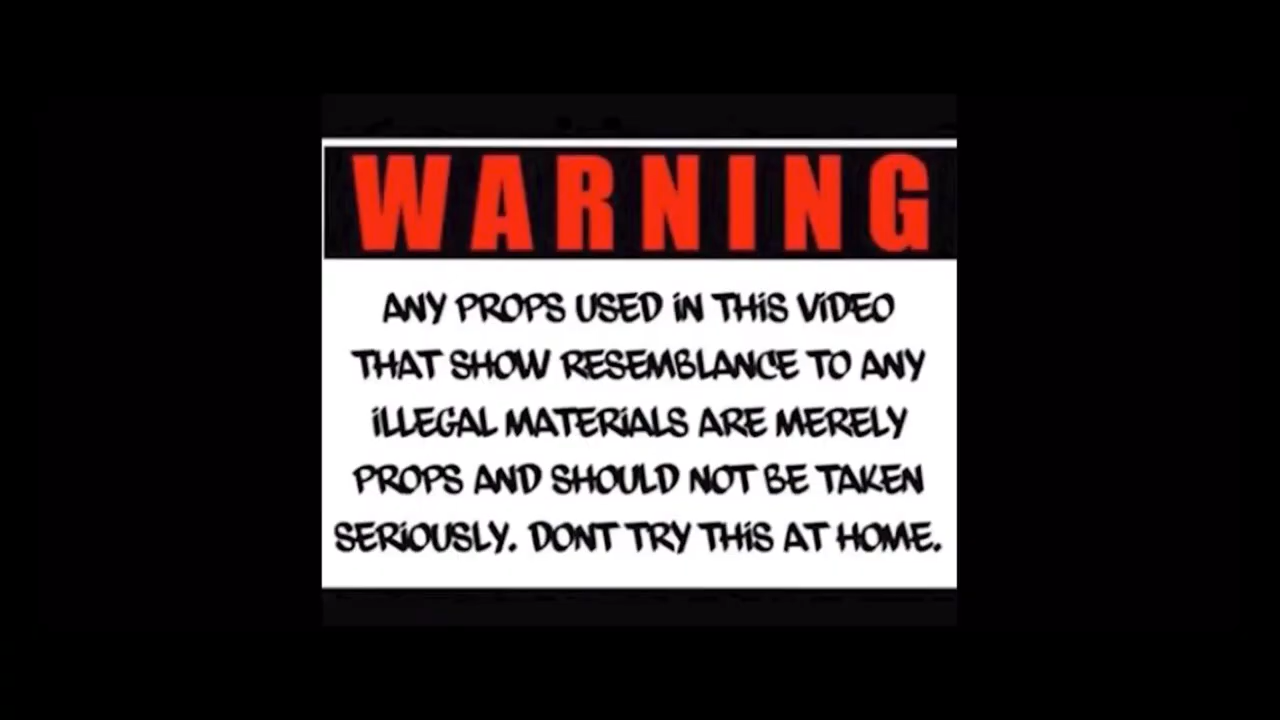 WARNING
ANY PROPS USED IN THIS VIDEO
THAT SHOW RESEMBLANCE TO ANY
ILLEGAL MATERIALS ARE MERELY
PROPS AND SHOULD NOT BE TAKEN
SERIOUSLY. DONT TRY THIS AT HOME.